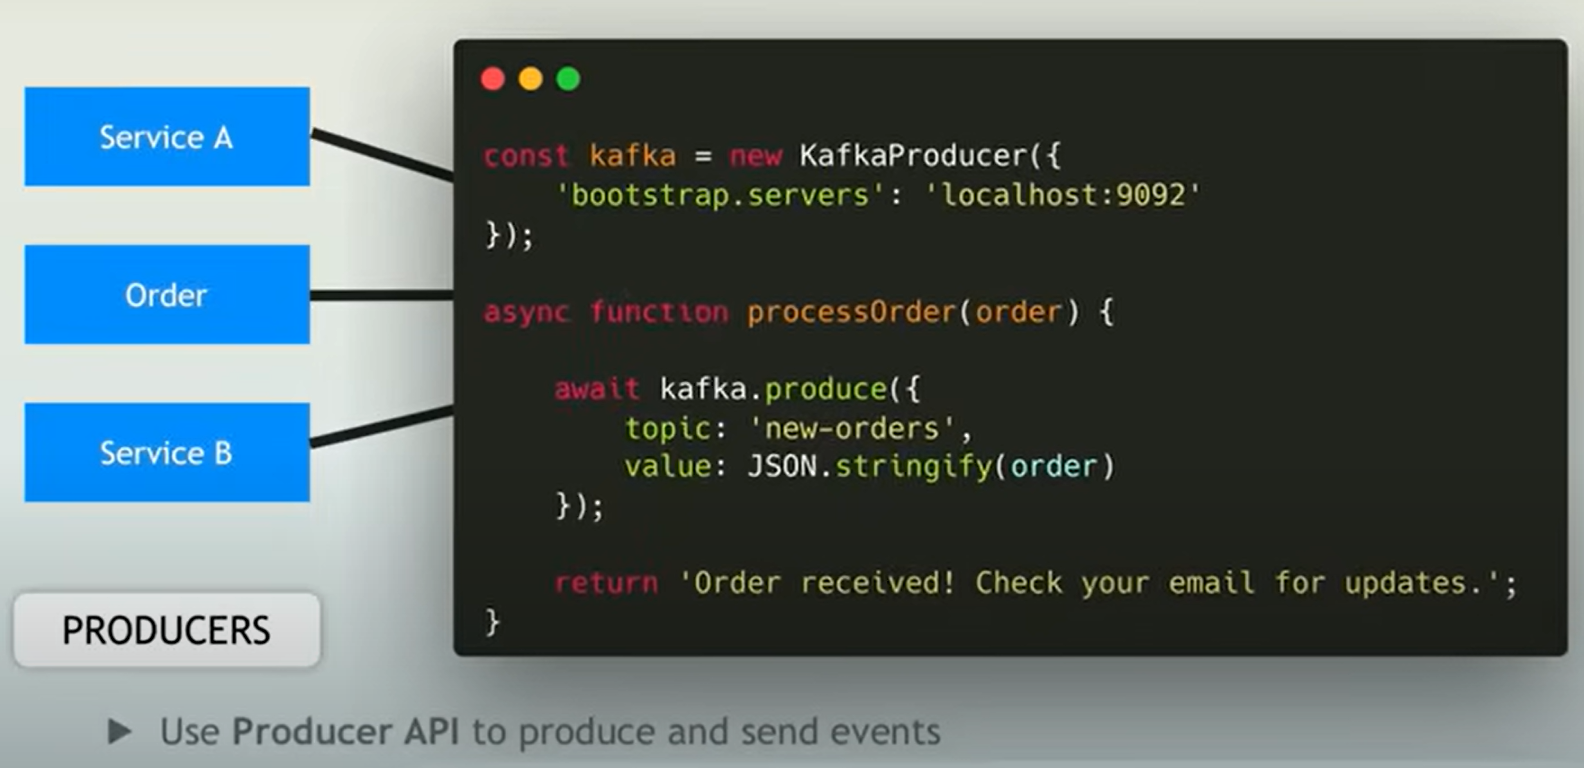 Service A
Order
Service B
PRODUCERS
const kafka = new KafkaProducer({
    'bootstrap.servers': 'localhost:9092'
});
async function processOrder(order) {
    await kafka.produce({
        topic: 'new-orders',
        value: JSON.stringify(order)
    });
    return 'Order received! Check your email for updates.';
}
Use Producer API to produce and send events